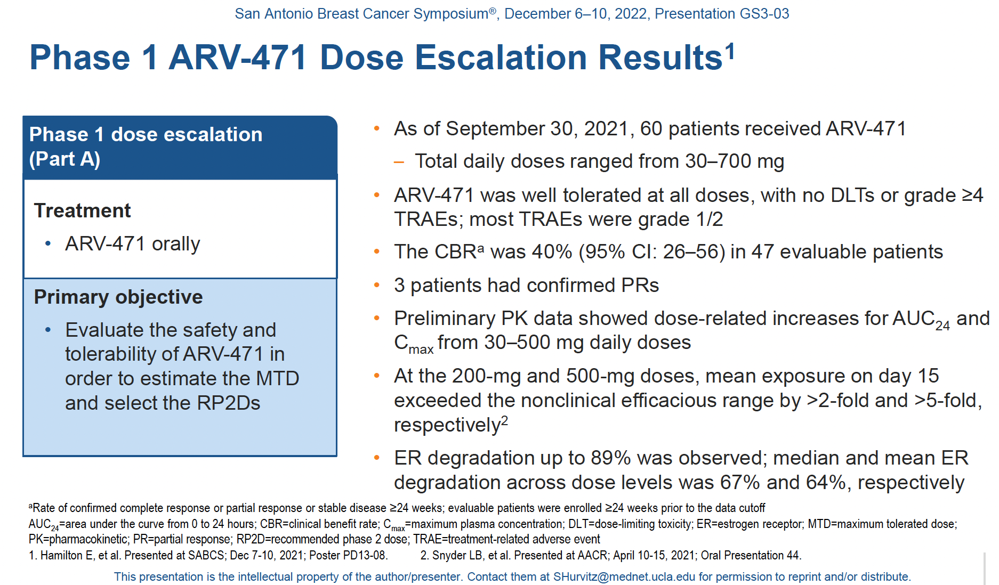 San Antonio Breast Cancer Symposium®, December 6–10, 2022, Presentation GS3-03
Phase 1 ARV-471 Dose Escalation Results¹
Phase 1 dose escalation
(Part A)
Treatment
• ARV-471 orally
Primary objective
• Evaluate the safety and
tolerability of ARV-471 in
order to estimate the MTD
and select the RP2Ds
• As of September 30, 2021, 60 patients received ARV-471
– Total daily doses ranged from 30–700 mg
• ARV-471 was well tolerated at all doses, with no DLTs or grade ≥4
TRAEs; most TRAEs were grade 1/2
• The CBRᵃ was 40% (95% CI: 26–56) in 47 evaluable patients
• 3 patients had confirmed PRs
• Preliminary PK data showed dose-related increases for AUC₂₄ and
Cmax from 30–500 mg daily doses
• At the 200-mg and 500-mg doses, mean exposure on day 15
exceeded the nonclinical efficacious range by >2-fold and >5-fold,
respectively²
• ER degradation up to 89% was observed; median and mean ER
degradation across dose levels was 67% and 64%, respectively
ᵃRate of confirmed complete response or partial response or stable disease ≥24 weeks; evaluable patients were enrolled ≥24 weeks prior to the data cutoff
AUC₂₄=area under the curve from 0 to 24 hours; CBR=clinical benefit rate; Cmax=maximum plasma concentration; DLT=dose-limiting toxicity; ER=estrogen receptor; MTD=maximum tolerated dose;
PK=pharmacokinetic; PR=partial response; RP2D=recommended phase 2 dose; TRAE=treatment-related adverse event
1. Hamilton E, et al. Presented at SABCS; Dec 7-10, 2021; Poster PD13-08. 2. Snyder LB, et al. Presented at AACR; April 10-15, 2021; Oral Presentation 44.
This presentation is the intellectual property of the author/presenter. Contact them at SHurvitz@mednet.ucla.edu for permission to reprint and/or distribute.